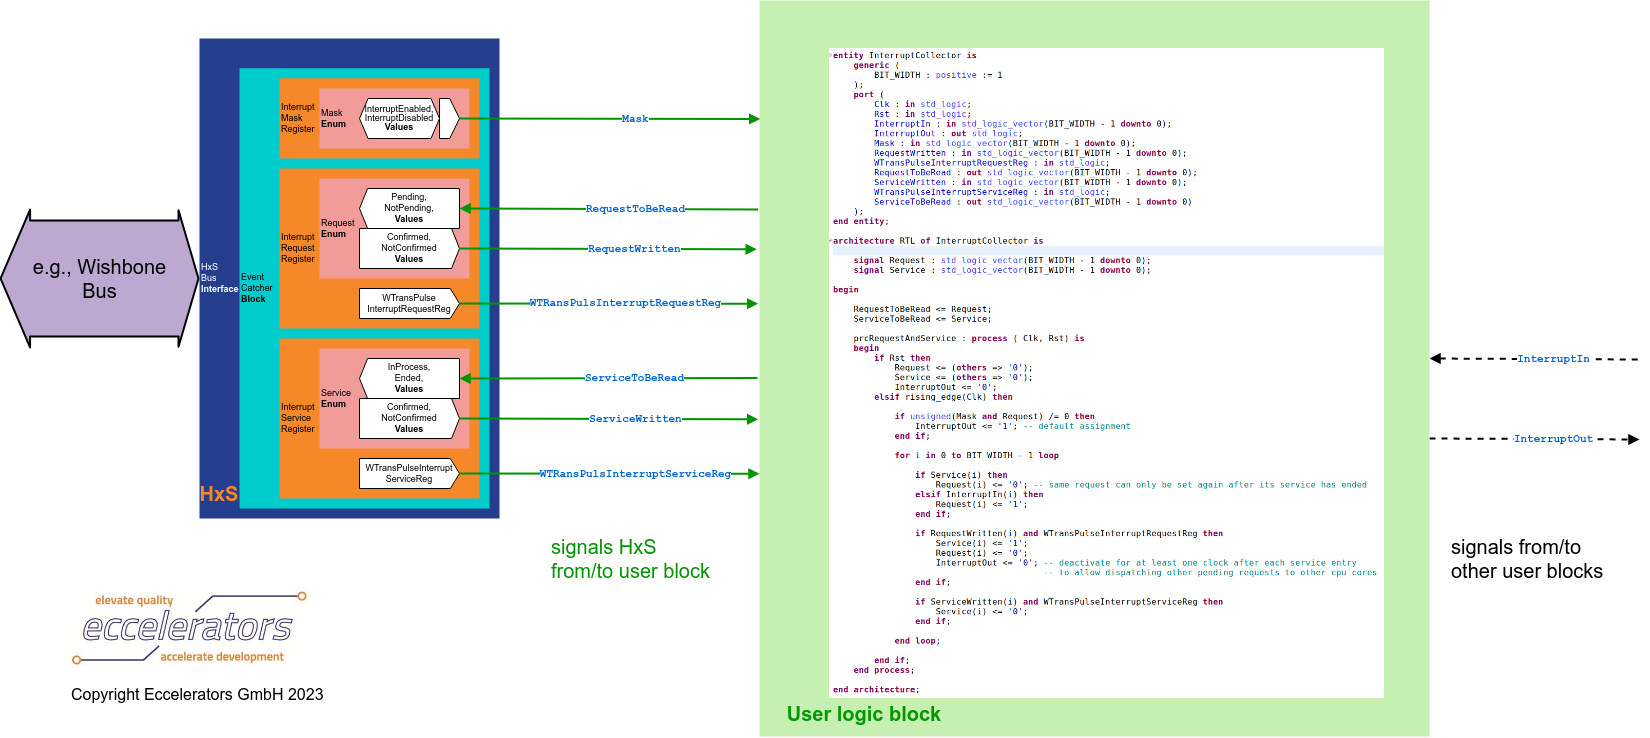 e.g., Wishbone
Bus
HxS
Bus
Interface
HxS
Event
Catcher
Block
Interrupt
Mask
Register
Mask
Enum
InterruptEnabled,
InterruptDisabled
Values
Interrupt
Request
Register
Request
Enum
Pending,
NotPending,
Values
Confirmed,
NotConfirmed
Values
WTransPulse
InterruptRequestReg
Interrupt
Service
Register
Service
Enum
InProcess,
Ended,
Values
Confirmed,
NotConfirmed
Values
WTransPulseInterrupt
ServiceReg
Mask
RequestToBeRead
RequestWritten
WTRansPulsInterruptRequestReg
ServiceToBeRead
ServiceWritten
WTRansPulsInterruptServiceReg
signals HxS
from/to user block
entity InterruptCollector is
generic (
BIT_WIDTH : positive := 1
);
port (
Clk : in std_logic;
Rst : in std_logic;
InterruptIn : in std_logic_vector(BIT_WIDTH - 1 downto 0);
InterruptOut : out std_logic;
Mask : in std_logic_vector(BIT_WIDTH - 1 downto 0);
RequestWritten : in std_logic_vector(BIT_WIDTH - 1 downto 0);
WTransPulseInterruptRequestReg : in std_logic;
RequestToBeRead : out std_logic_vector(BIT_WIDTH - 1 downto 0);
ServiceWritten : in std_logic_vector(BIT_WIDTH - 1 downto 0);
WTransPulseInterruptServiceReg : in std_logic;
ServiceToBeRead : out std_logic_vector(BIT_WIDTH - 1 downto 0)
);
end entity;
architecture RTL of InterruptCollector is
signal Request : std_logic_vector(BIT_WIDTH - 1 downto 0);
signal Service : std_logic_vector(BIT_WIDTH - 1 downto 0);
begin
RequestToBeRead <= Request;
ServiceToBeRead <= Service;
prcRequestAndService : process ( Clk, Rst) is
begin
if Rst then
Request <= (others => '0');
Service <= (others => '0');
InterruptOut <= '0';
elsif rising_edge(Clk) then
if unsigned(Mask and Request) /= 0 then
InterruptOut <= '1'; -- default assignment
end if;
for i in 0 to BIT_WIDTH - 1 loop
if Service(i) then
Request(i) <= '0'; -- same request can only be set again after its service has ended
elsif InterruptIn(i) then
Request(i) <= '1';
end if;
if RequestWritten(i) and WTransPulseInterruptRequestReg then
Service(i) <= '1';
Request(i) <= '0';
InterruptOut <= '0'; -- deactivate for at least one clock after each service entry
-- to allow dispatching other pending requests to other cpu cores
end if;
if ServiceWritten(i) and WTransPulseInterruptServiceReg then
Service(i) <= '0';
end if;
end loop;
end if;
end process;
end architecture;
User logic block
InterruptIn
InterruptOut
signals from/to
other user blocks
elevate quality
eccelerators
accelerate development
Copyright Eccelerators GmbH 2023